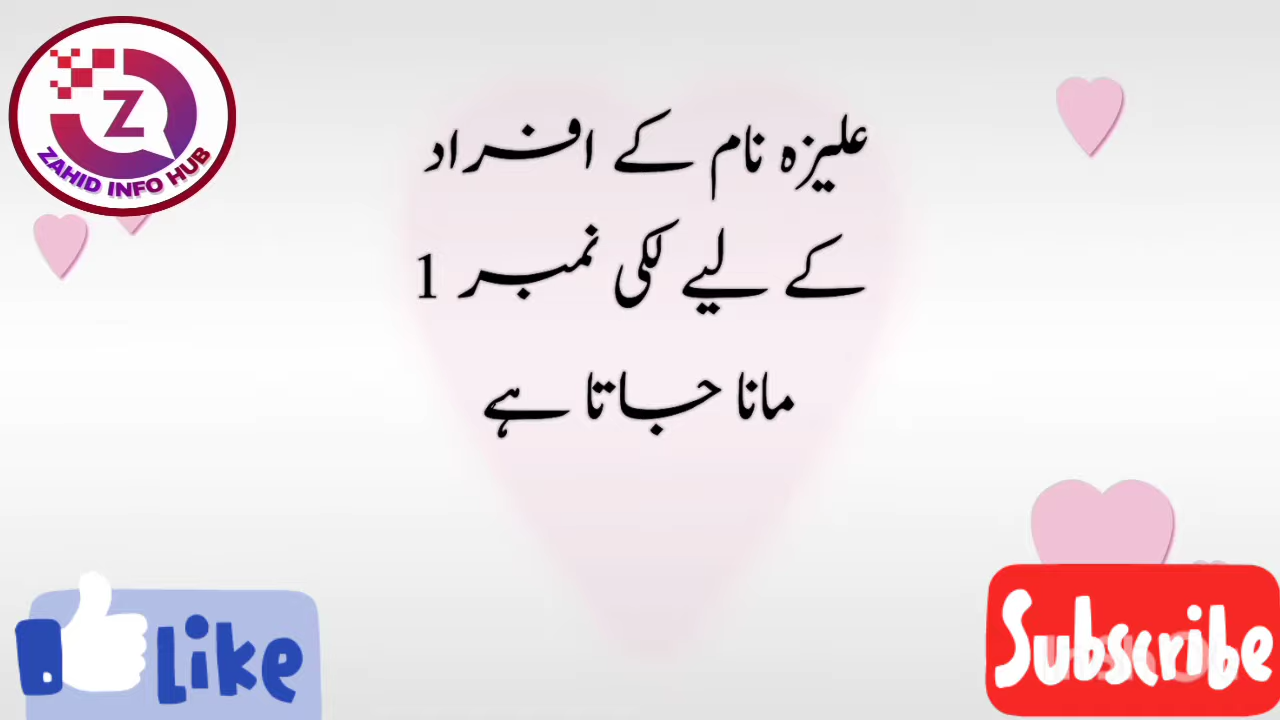 Z
ZAHID INFO HUB
علیزہ نام کے افراد
کے لیے لکی نمبر 1
مانا جاتا ہے
Like
Subscribe